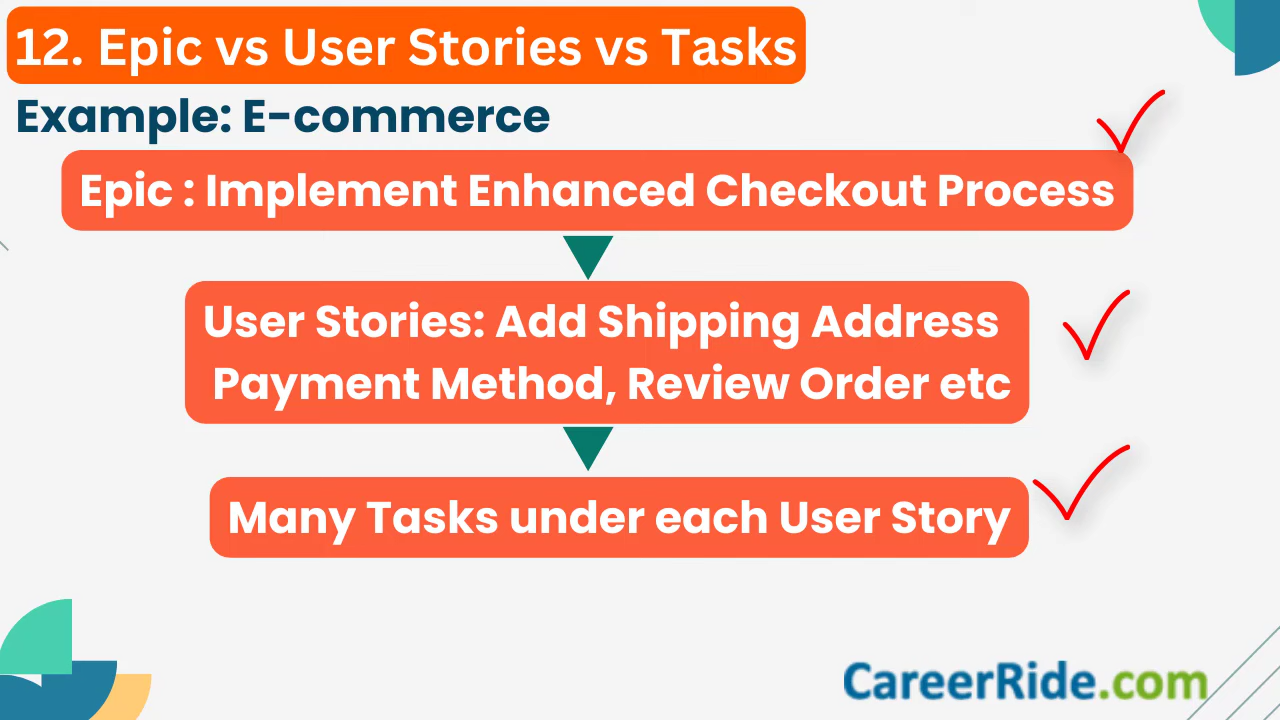 12. Epic vs User Stories vs Tasks
Example: E-commerce
Epic : Implement Enhanced Checkout Process
User Stories: Add Shipping Address
Payment Method, Review Order etc
Many Tasks under each User Story
CareerRide.com